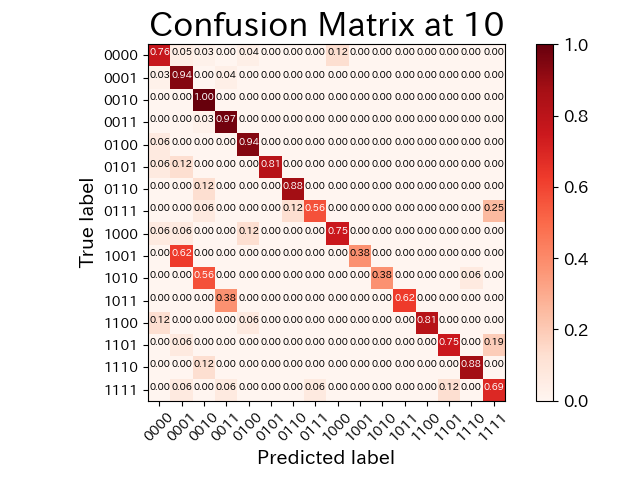 Confusion Matrix at 10
0000 0.76 0.05 0.03 0.00 0.04 0.00 0.00 0.00 0.12 0.00 0.00 0.00 0.00 0.00 0.00 0.00
0001 0.03 0.94 0.00 0.04 0.00 0.00 0.00 0.00 0.00 0.00 0.00 0.00 0.00 0.00 0.00 0.00
0010 0.00 0.00 1.00 0.00 0.00 0.00 0.00 0.00 0.00 0.00 0.00 0.00 0.00 0.00 0.00 0.00
0011 0.00 0.00 0.03 0.97 0.00 0.00 0.00 0.00 0.00 0.00 0.00 0.00 0.00 0.00 0.00 0.00
0100 0.06 0.00 0.00 0.00 0.94 0.00 0.00 0.00 0.00 0.00 0.00 0.00 0.00 0.00 0.00 0.00
0101 0.06 0.12 0.00 0.00 0.00 0.81 0.00 0.00 0.00 0.00 0.00 0.00 0.00 0.00 0.00 0.00
0110 0.00 0.00 0.12 0.00 0.00 0.00 0.88 0.00 0.00 0.00 0.00 0.00 0.00 0.00 0.00 0.00
0111 0.00 0.00 0.06 0.00 0.00 0.00 0.12 0.56 0.00 0.00 0.00 0.00 0.00 0.00 0.00 0.25
1000 0.06 0.06 0.00 0.00 0.12 0.00 0.00 0.00 0.75 0.00 0.00 0.00 0.00 0.00 0.00 0.00
1001 0.00 0.62 0.00 0.00 0.00 0.00 0.00 0.00 0.00 0.38 0.00 0.00 0.00 0.00 0.00 0.00
1010 0.00 0.00 0.56 0.00 0.00 0.00 0.00 0.00 0.00 0.00 0.38 0.00 0.00 0.00 0.06 0.00
1011 0.00 0.00 0.00 0.38 0.00 0.00 0.00 0.00 0.00 0.00 0.00 0.62 0.00 0.00 0.00 0.00
1100 0.12 0.00 0.00 0.00 0.06 0.00 0.00 0.00 0.00 0.00 0.00 0.00 0.81 0.00 0.00 0.00
1101 0.00 0.06 0.00 0.00 0.00 0.00 0.00 0.00 0.00 0.00 0.00 0.00 0.00 0.75 0.00 0.19
1110 0.00 0.00 0.12 0.00 0.00 0.00 0.00 0.00 0.00 0.00 0.00 0.00 0.00 0.00 0.88 0.00
1111 0.00 0.06 0.00 0.06 0.00 0.00 0.00 0.06 0.00 0.00 0.00 0.00 0.00 0.12 0.00 0.69
0000 0001 0010 0011 0100 0101 0110 0111 1000 1001 1010 1011 1100 1101 1110 1111
Predicted label
True label
1.0
0.8
0.6
0.4
0.2
0.0